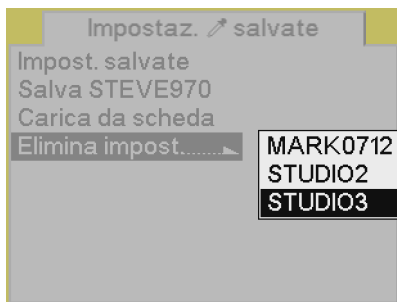 Impostaz. salvate
Impost. salvate
Salva STEVE970
Carica da scheda
Elimina impost........
MARK0712
STUDIO2
STUDIO3